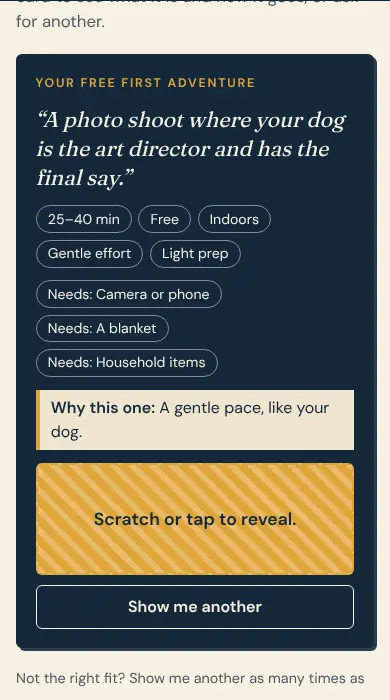 for another.
YOUR FREE FIRST ADVENTURE
“A photo shoot where your dog
is the art director and has the
final say.”
25–40 min
Free
Indoors
Gentle effort
Light prep
Needs: Camera or phone
Needs: A blanket
Needs: Household items
Why this one: A gentle pace, like your
dog.
Scratch or tap to reveal.
Show me another
Not the right fit? Show me another as many times as